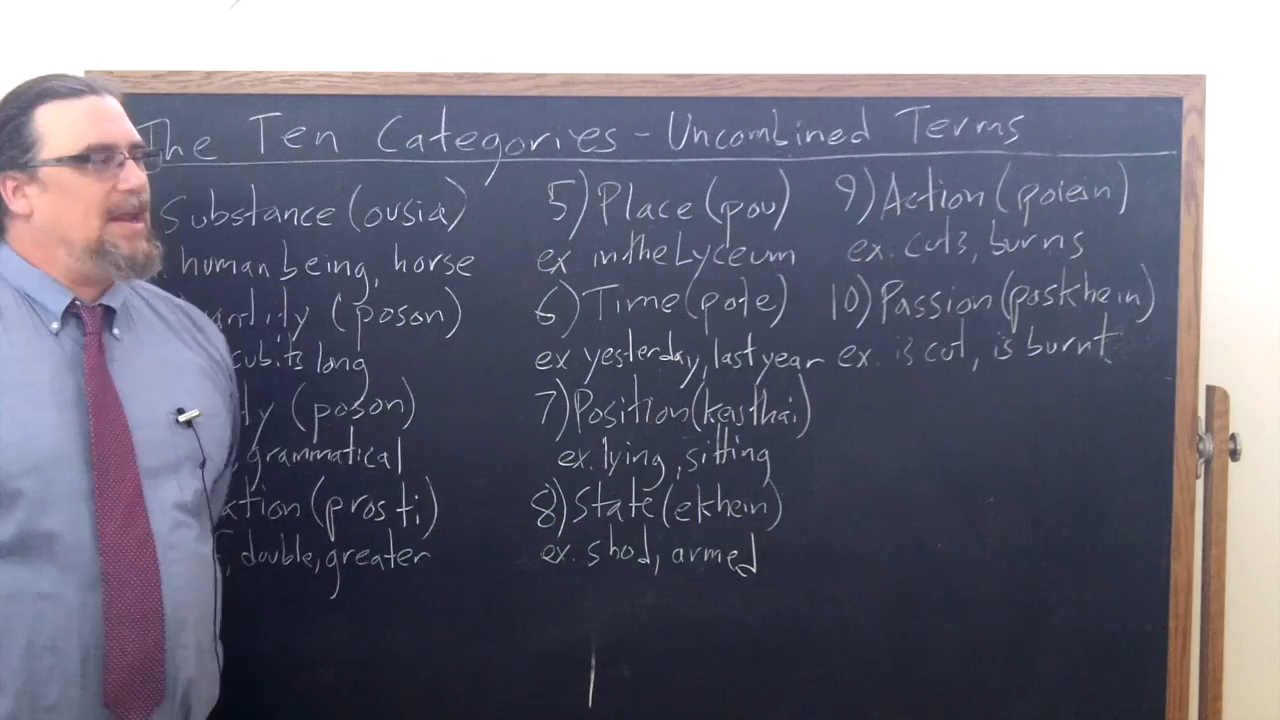 The Ten Categories - Uncombined Terms
Substance (ousia)
human being, horse
(poson)
cubits long
(poson)
grammatical
(pros ti)
double, greater
5) Place (pou)
ex in the Lyceum
6) Time (pote)
ex. yesterday, last year
7) Position (keisthai)
ex. lying, sitting
8) State (ekhein)
ex. shod, armed
9) Action (poiein)
ex. cuts, burns
10) Passion (paskhein)
ex. is cut, is burnt